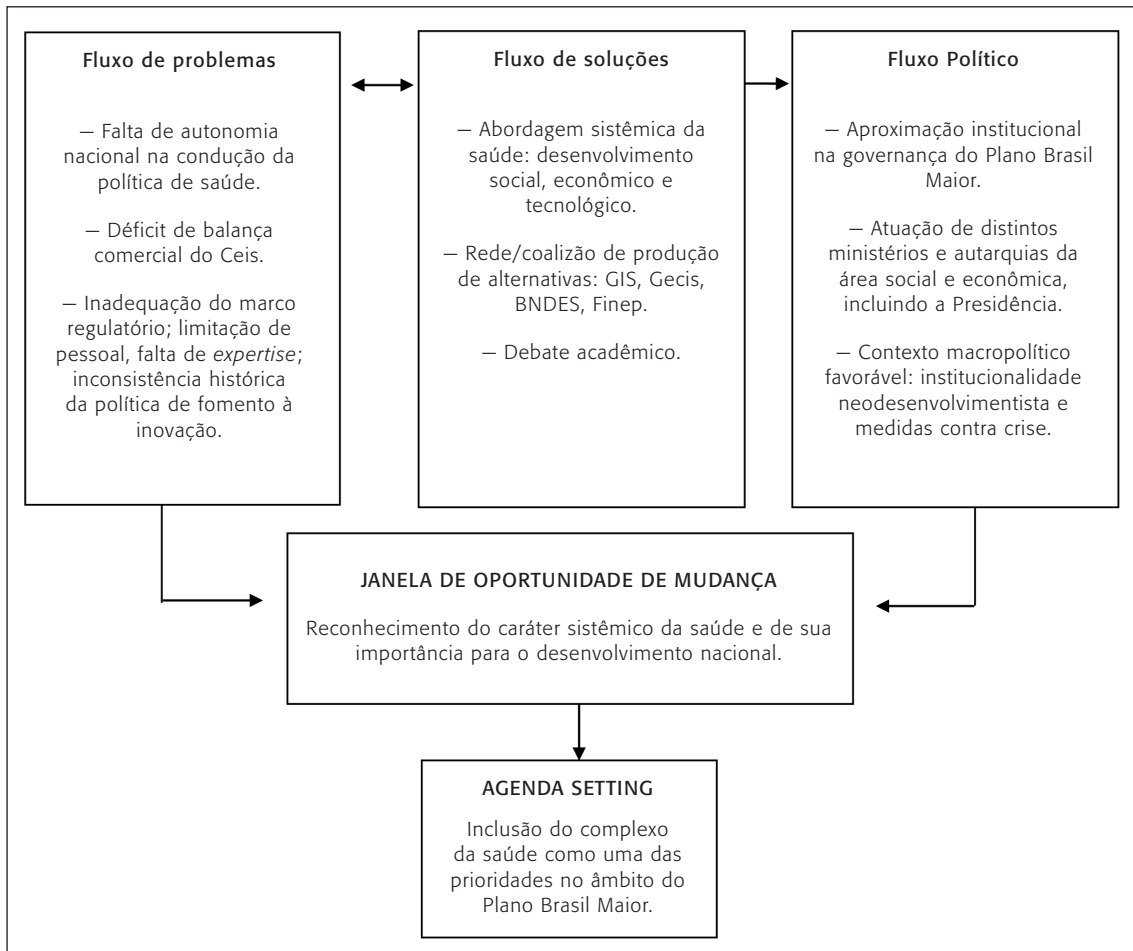 Fluxo de problemas
— Falta de autonomia
nacional na condução da
política de saúde.
— Déficit de balança
comercial do Ceis.
— Inadequação do marco
regulatório; limitação de
pessoal, falta de expertise;
inconsistência histórica
da política de fomento à
inovação.
Fluxo de soluções
— Abordagem sistêmica da
saúde: desenvolvimento
social, econômico e
tecnológico.
— Rede/coalizão de produção
de alternativas: GIS, Gecis,
BNDES, Finep.
— Debate acadêmico.
Fluxo Político
— Aproximação institucional
na governança do Plano Brasil
Maior.
— Atuação de distintos
ministérios e autarquias da
área social e econômica,
incluindo a Presidência.
— Contexto macropolítico
favorável: institucionalidade
neodesenvolvimentista e
medidas contra crise.
JANELA DE OPORTUNIDADE DE MUDANÇA
Reconhecimento do caráter sistêmico da saúde e de sua
importância para o desenvolvimento nacional.
AGENDA SETTING
Inclusão do complexo
da saúde como uma das
prioridades no âmbito do
Plano Brasil Maior.